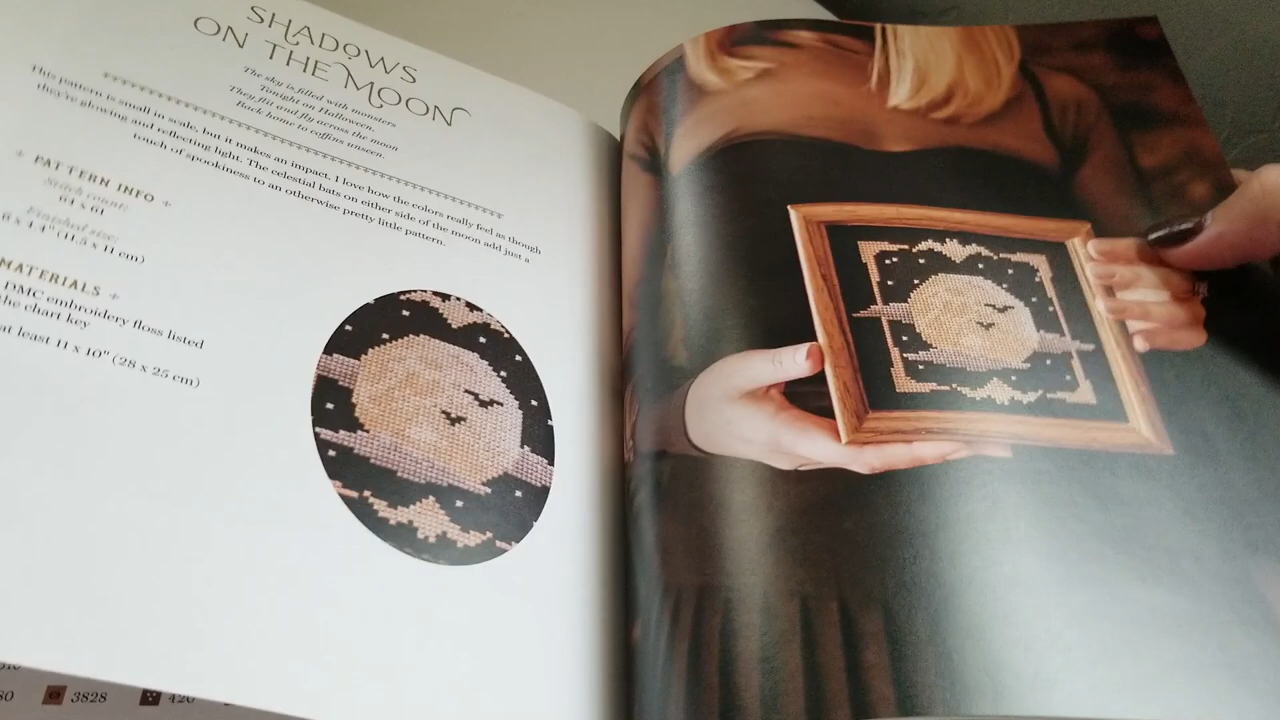 SHADOWS
ON THE MOON
The sky is filled with monsters
Tonight on Halloween.
They flit and fly across the moon
Back home to coffins unseen.
This pattern is small in scale, but it makes an impact. I love how the colors really feel as though
they're glowing and reflecting light. The celestial bats on either side of the moon add just a
touch of spookiness to an otherwise pretty little pattern.
+ PATTERN INFO +
Stitch count:
61 x 61
Finished size:
(11.5 x 11 cm)
MATERIALS +
DMC embroidery floss listed
the chart key
at least 11 x 10" (28 x 25 cm)
3828